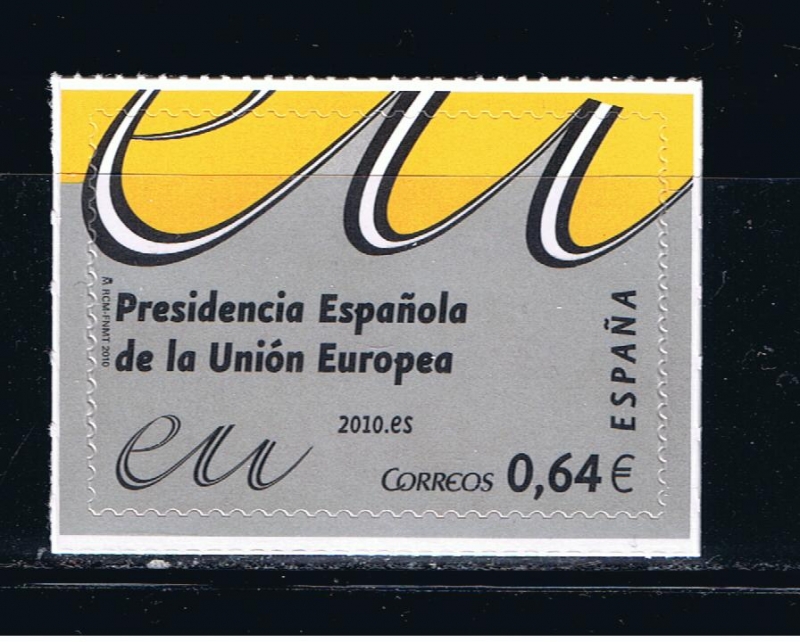 eu
RCM-FNMT 2010
Presidencia Española
de la Unión Europea
ESPAÑA
eu
2010.es
CORREOS 0,64€